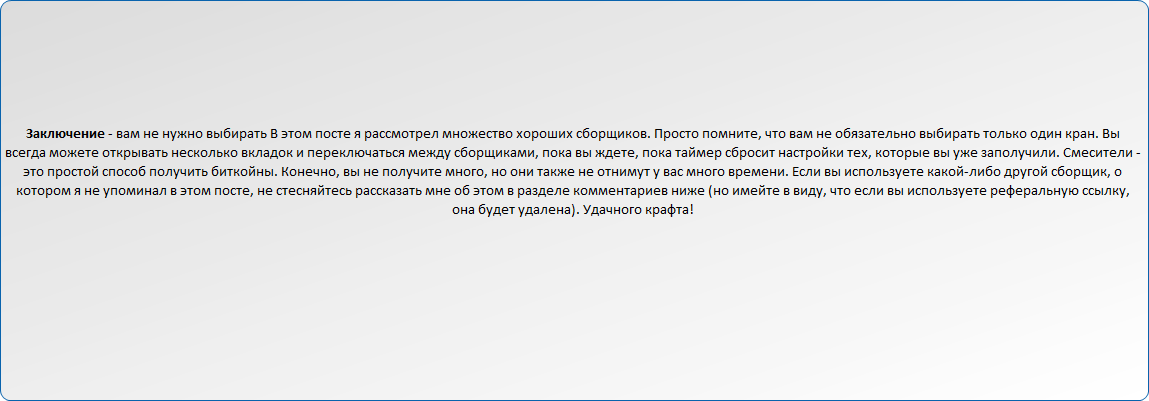 Заключение - вам не нужно выбирать В этом посте я рассмотрел множество хороших сборщиков. Просто помните, что вам не обязательно выбирать только один кран. Вы
всегда можете открывать несколько вкладок и переключаться между сборщиками, пока вы ждете, пока таймер сбросит настройки тех, которые вы уже заполучили. Смесители -
это простой способ получить биткойны. Конечно, вы не получите много, но они также не отнимут у вас много времени. Если вы используете какой-либо другой сборщик, о
котором я не упоминал в этом посте, не стесняйтесь рассказать мне об этом в разделе комментариев ниже (но имейте в виду, что если вы используете реферальную ссылку,
она будет удалена). Удачного крафта!